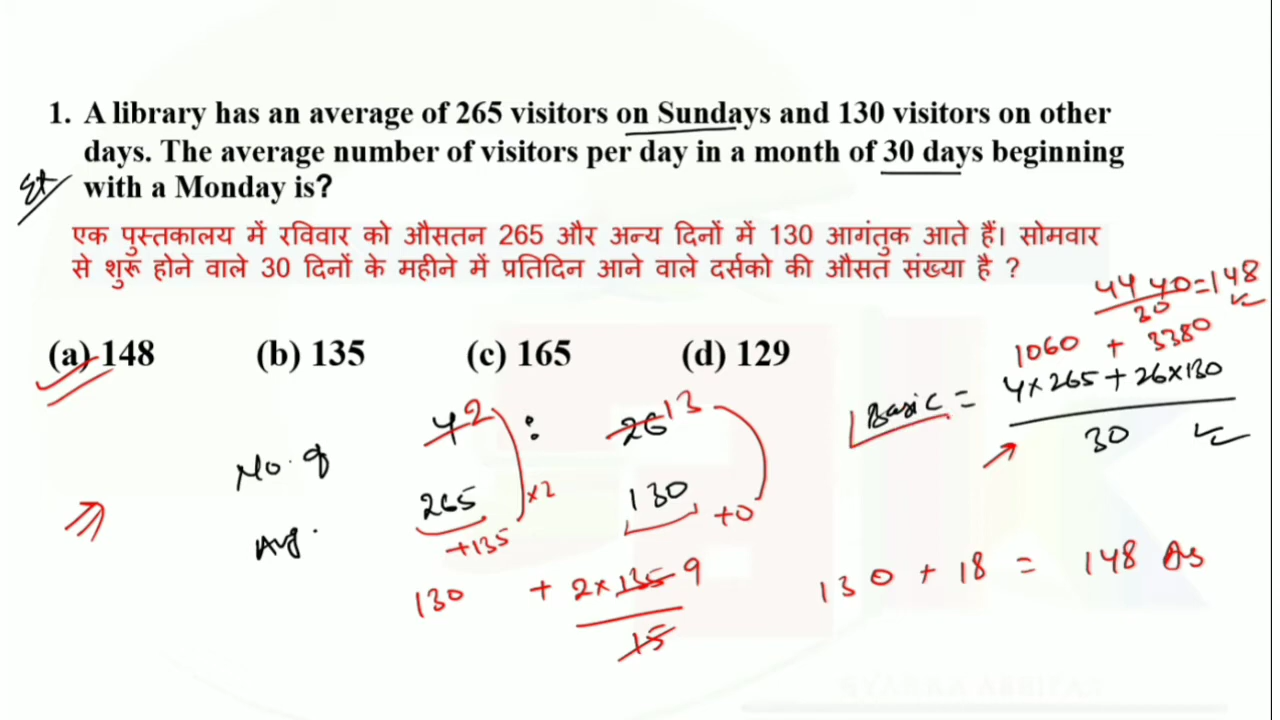 1. A library has an average of 265 visitors on Sundays and 130 visitors on other
days. The average number of visitors per day in a month of 30 days beginning
with a Monday is?
एक पुस्तकालय में रविवार को औसतन 265 और अन्य दिनों में 130 आगंतुक आते हैं। सोमवार
से शुरू होने वाले 30 दिनों के महीने में प्रतिदिन आने वाले दर्सको की औसत संख्या है ?
4440=148
30
1060 + 3380
(a) 148 (b) 135 (c) 165 (d) 129
Basic = 4×265+26×130
30
4 2 : 26 13
No. of
265 ×2 130 +0
Avg.
+135
130 + 2×135 9
15
130 + 18 = 148 As